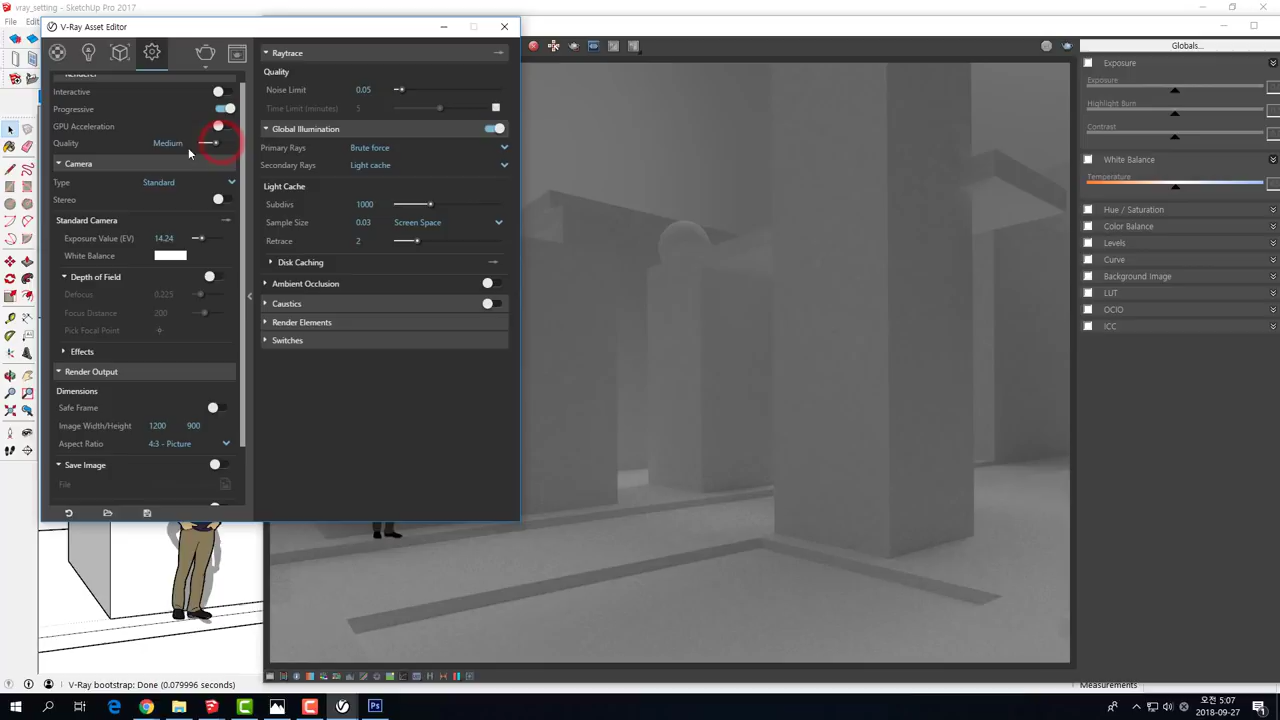 vray_setting - SketchUp Pro 2017
File
V-Ray Asset Editor
Renderer
Interactive
Progressive
GPU Acceleration
Quality Medium
Camera
Type Standard
Stereo
Standard Camera
Exposure Value (EV) 14.24
White Balance
Depth of Field
Defocus 0.225
Focus Distance 200
Pick Focal Point
Effects
Render Output
Dimensions
Safe Frame
Image Width/Height 1200 900
Aspect Ratio 4:3 - Picture
Save Image
File
Raytrace
Quality
Noise Limit 0.05
Time Limit (minutes) 5
Global Illumination
Primary Rays Brute force
Secondary Rays Light cache
Light Cache
Subdivs 1000
Sample Size 0.03 Screen Space
Retrace 2
Disk Caching
Ambient Occlusion
Caustics
Render Elements
Switches
Globals...
Exposure
Exposure
Highlight Burn
Contrast
White Balance
Temperature
Hue / Saturation
Color Balance
Levels
Curve
Background Image
LUT
OCIO
ICC
V-Ray bootstrap: Done (0.079996 seconds)
Measurements
오전 5:07
2018-09-27